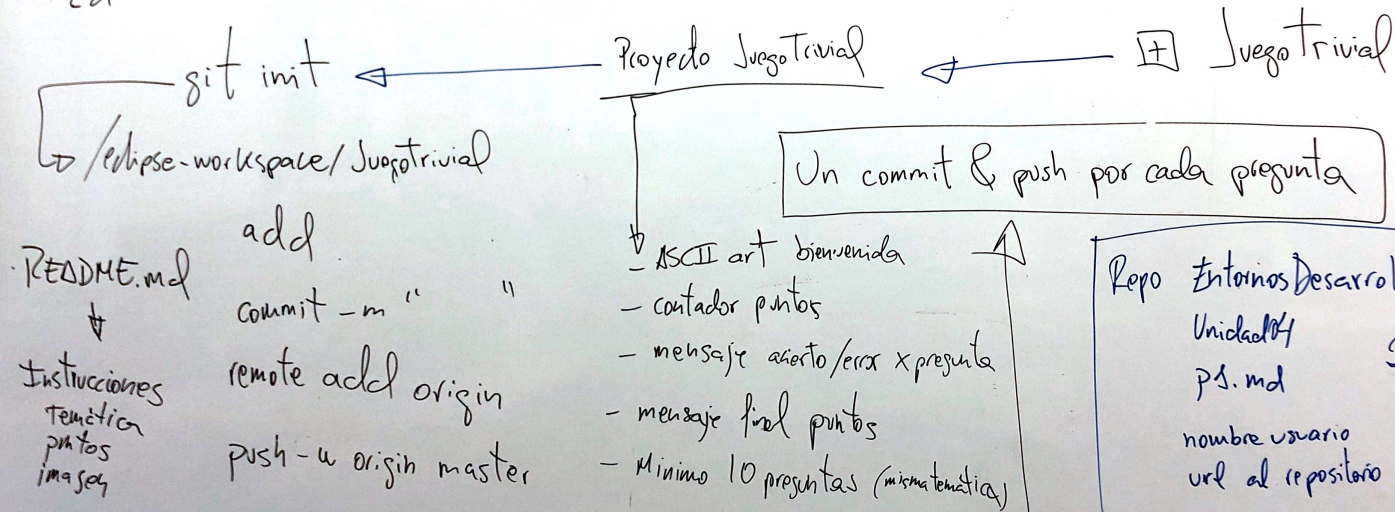 git init
/eclipse-workspace/JuegoTrivial
add
commit -m " "
remote add origin
push -u origin master
README.md
Instrucciones
temática
puntos
imagen
Proyecto JuegoTrivial
- ASCII art bienvenida
- contador puntos
- mensaje acierto/error x pregunta
- mensaje final puntos
- Mínimo 10 preguntas (misma temática)
+ JuegoTrivial
Un commit & push por cada pregunta
Repo EntornosDesarrol
Unidad04
P1.md
nombre usuario
url al repositorio